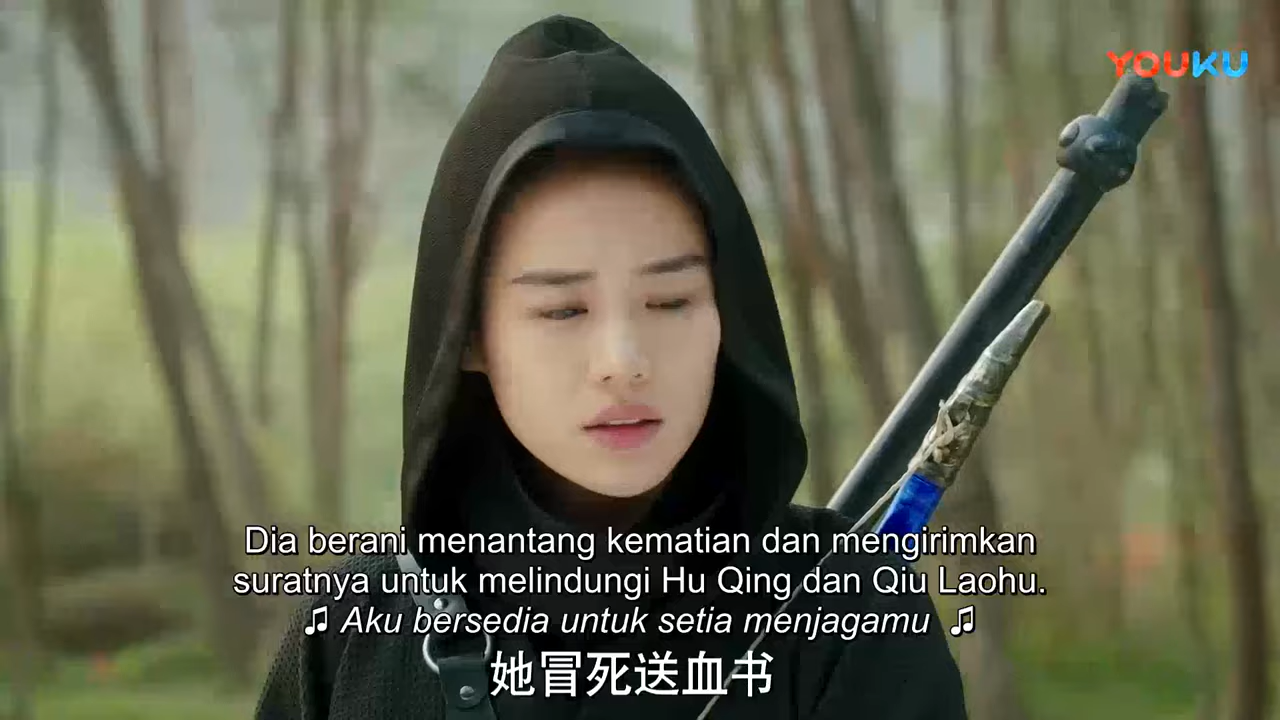 YOUKU
Dia berani menantang kematian dan mengirimkan
suratnya untuk melindungi Hu Qing dan Qiu Laohu.
♫ Aku bersedia untuk setia menjagamu ♫
她冒死送血书